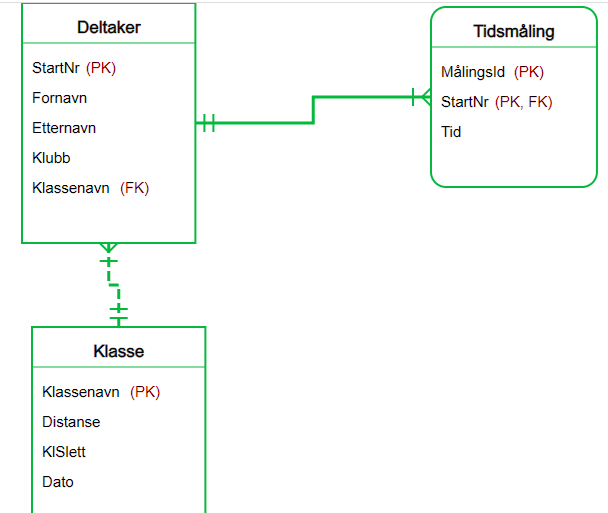 Deltaker
StartNr (PK)
Fornavn
Etternavn
Klubb
Klassenavn (FK)
Tidsmåling
MålingsId (PK)
StartNr (PK, FK)
Tid
Klasse
Klassenavn (PK)
Distanse
KlSlett
Dato